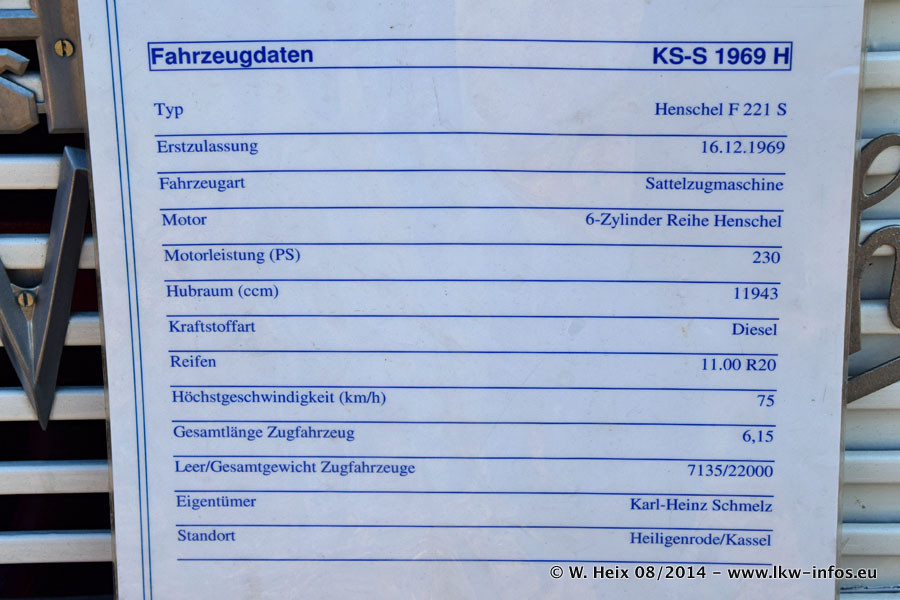 Fahrzeugdaten KS-S 1969 H
Typ Henschel F 221 S
Erstzulassung 16.12.1969
Fahrzeugart Sattelzugmaschine
Motor 6-Zylinder Reihe Henschel
Motorleistung (PS) 230
Hubraum (ccm) 11943
Kraftstoffart Diesel
Reifen 11.00 R20
Höchstgeschwindigkeit (km/h) 75
Gesamtlänge Zugfahrzeug 6,15
Leer/Gesamtgewicht Zugfahrzeuge 7135/22000
Eigentümer Karl-Heinz Schmelz
Standort Heiligenrode/Kassel
© W. Heix 08/2014 - www.lkw-infos.eu